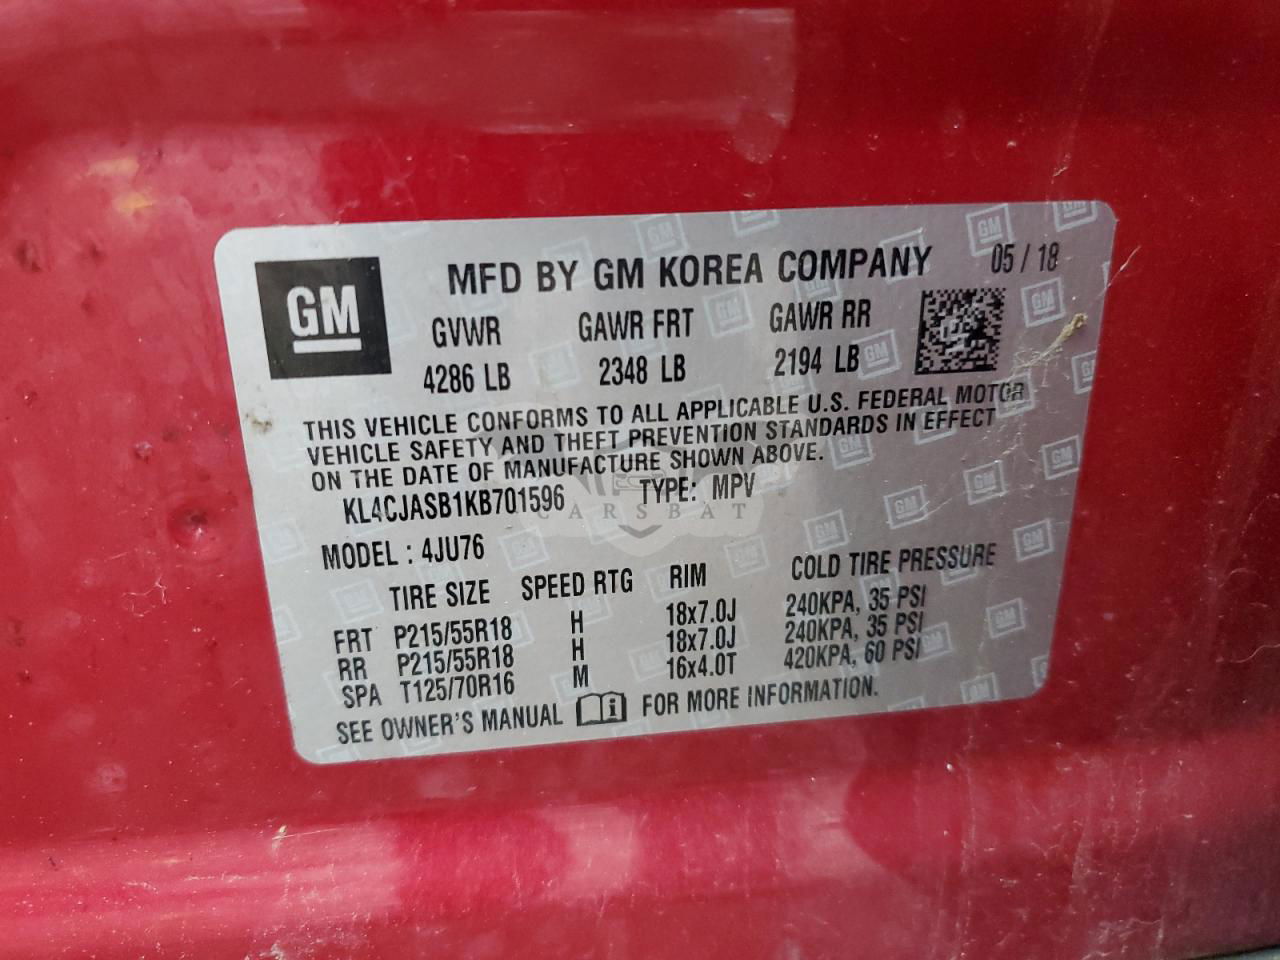 GM
MFD BY GM KOREA COMPANY 05 / 18
GVWR GAWR FRT GAWR RR
4286 LB 2348 LB 2194 LB
THIS VEHICLE CONFORMS TO ALL APPLICABLE U.S. FEDERAL MOTOR
VEHICLE SAFETY AND THEFT PREVENTION STANDARDS IN EFFECT
ON THE DATE OF MANUFACTURE SHOWN ABOVE.
KL4CJASB1KB701596 TYPE: MPV
CARSBAT
MODEL : 4JU76
TIRE SIZE SPEED RTG RIM COLD TIRE PRESSURE
FRT P215/55R18 H 18x7.0J 240KPA, 35 PSI
RR P215/55R18 H 18x7.0J 240KPA, 35 PSI
SPA T125/70R16 M 16x4.0T 420KPA, 60 PSI
SEE OWNER'S MANUAL i FOR MORE INFORMATION.